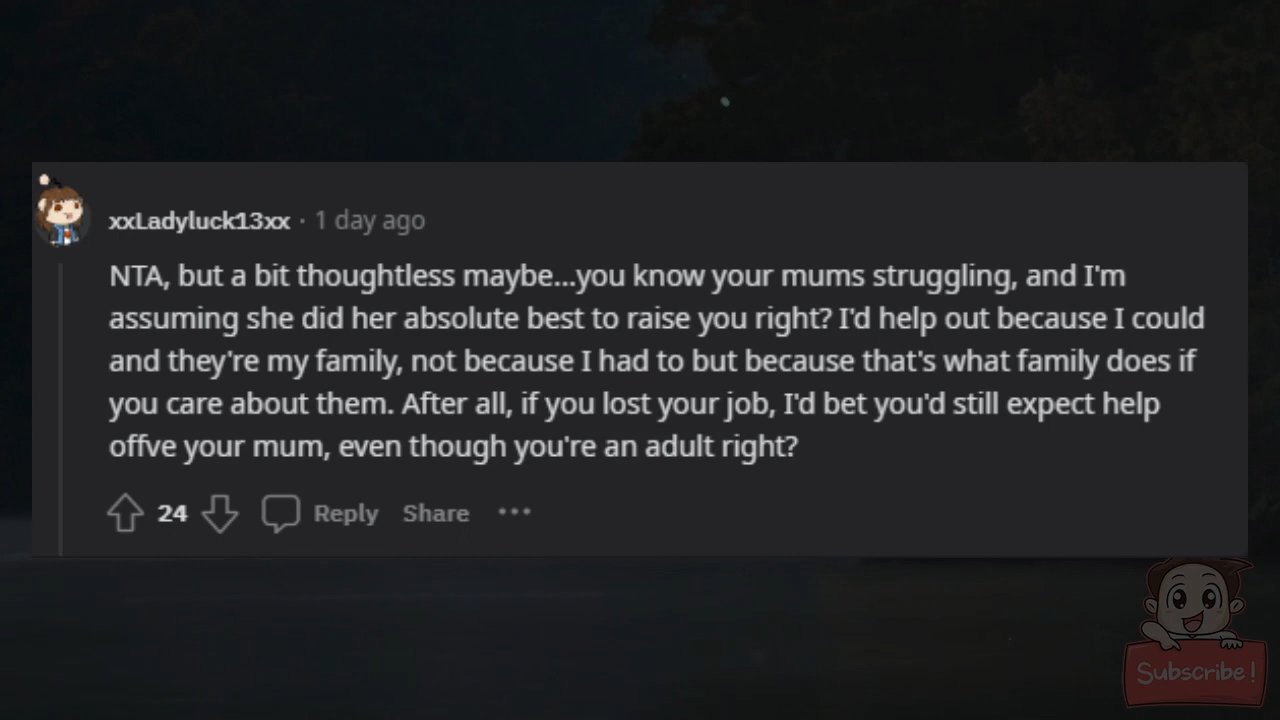 xxLadyluck13xx · 1 day ago
NTA, but a bit thoughtless maybe...you know your mums struggling, and I'm
assuming she did her absolute best to raise you right? I'd help out because I could
and they're my family, not because I had to but because that's what family does if
you care about them. After all, if you lost your job, I'd bet you'd still expect help
offve your mum, even though you're an adult right?
24 Reply Share ···
Subscribe!